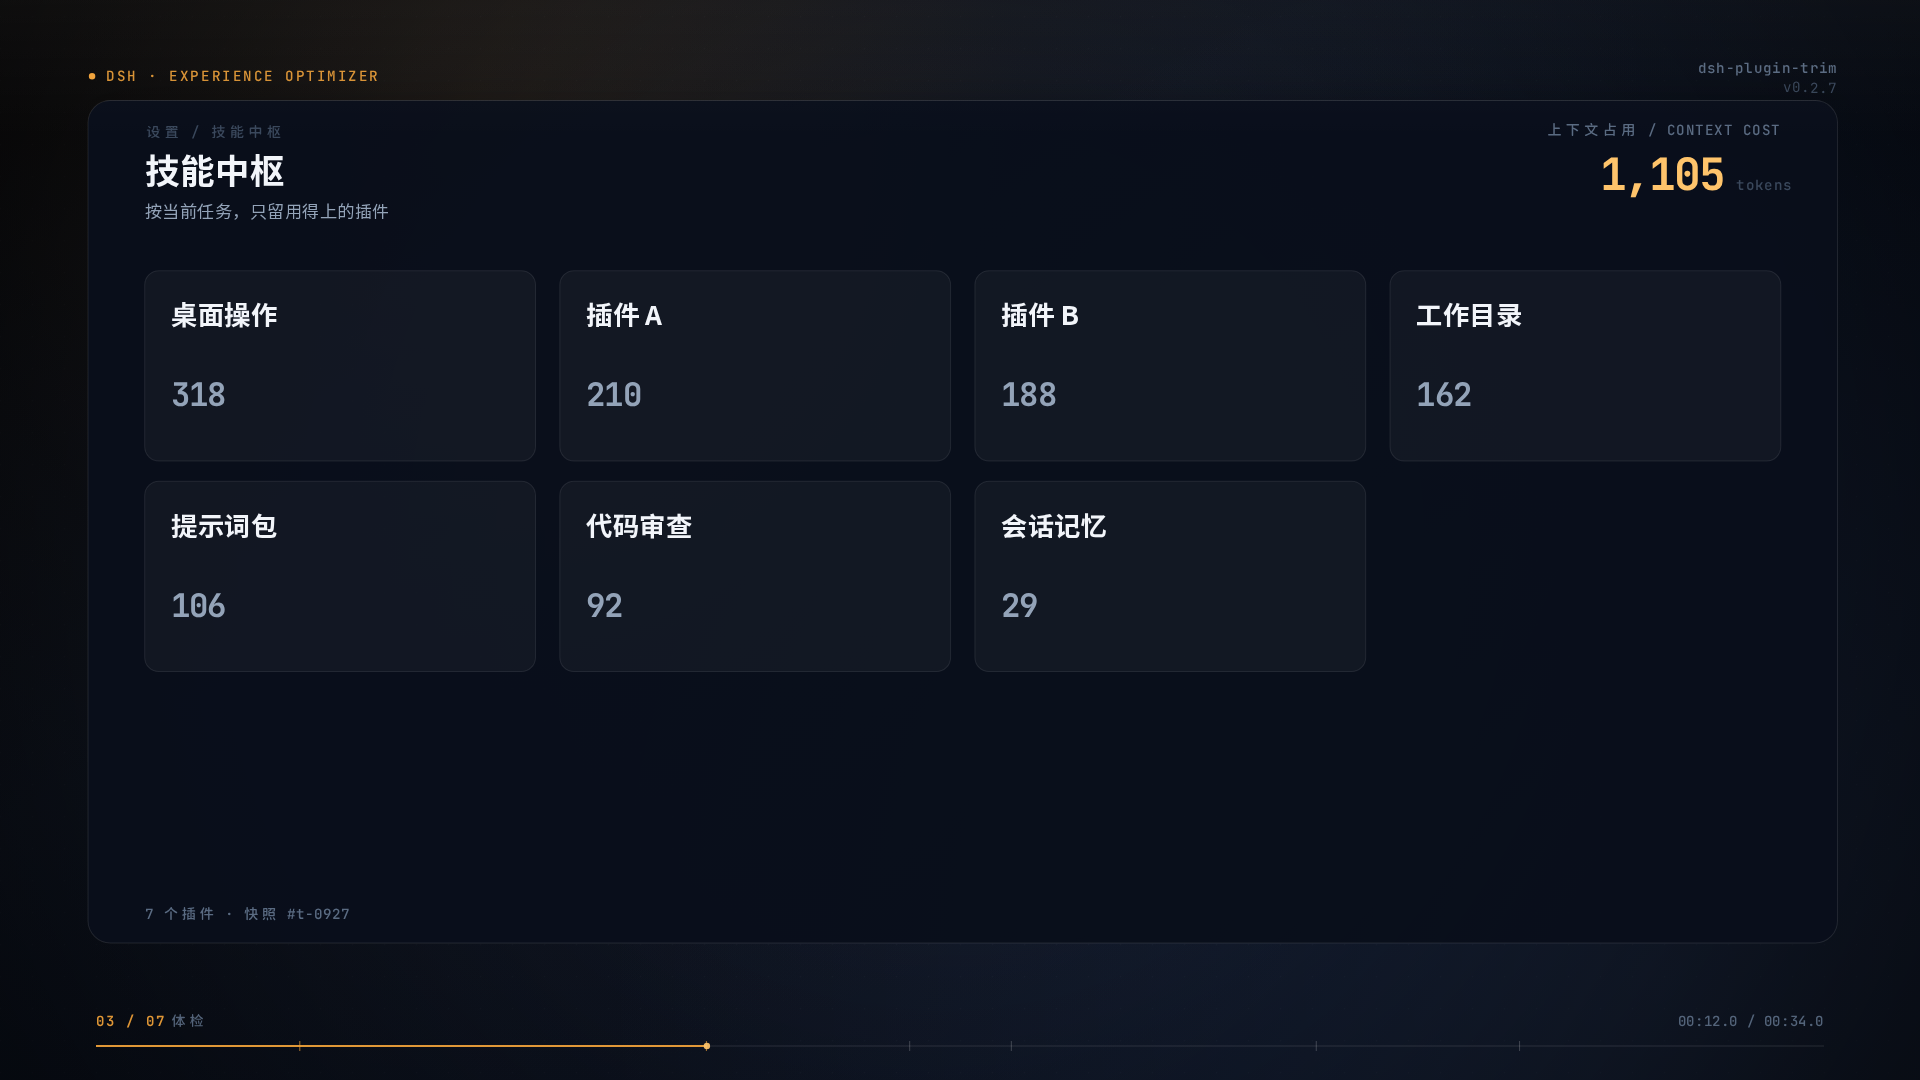 DSH · EXPERIENCE OPTIMIZER
dsh-plugin-trim
v0.2.7
设置 / 技能中枢
技能中枢
按当前任务，只留用得上的插件
上下文占用 / CONTEXT COST
1,105 tokens
桌面操作
318
插件 A
210
插件 B
188
工作目录
162
提示词包
106
代码审查
92
会话记忆
29
7 个插件 · 快照 #t-0927
03 / 07 体检
00:12.0 / 00:34.0